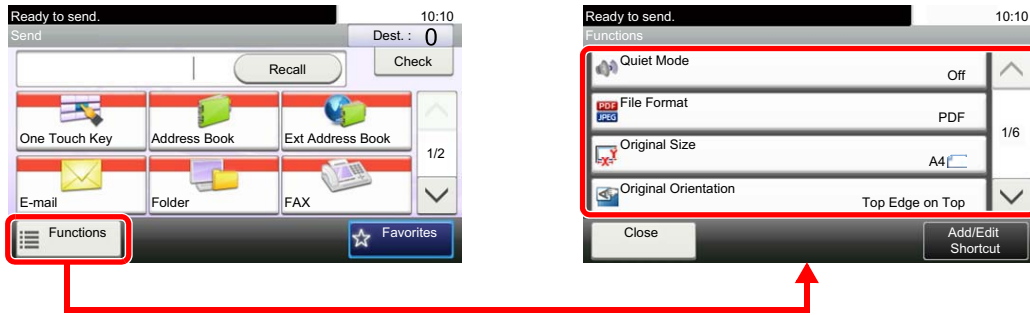 Ready to send.
10:10
Send
Dest. : 0
Recall
Check
One Touch Key
Address Book
Ext Address Book
1/2
E-mail
Folder
FAX
Functions
Favorites
Ready to send.
10:10
Functions
Quiet Mode
Off
PDF
JPEG
File Format
PDF
1/6
Original Size
A4
Original Orientation
Top Edge on Top
Close
Add/Edit
Shortcut